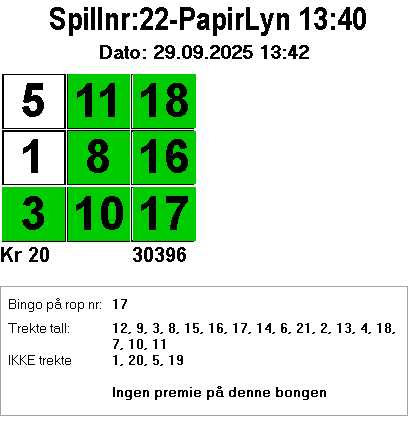 Spillnr:22-PapirLyn 13:40
Dato: 29.09.2025 13:42
5 11 18
1 8 16
3 10 17
Kr 20 30396
Bingo på rop nr: 17
Trekte tall: 12, 9, 3, 8, 15, 16, 17, 14, 6, 21, 2, 13, 4, 18,
7, 10, 11
IKKE trekte 1, 20, 5, 19
Ingen premie på denne bongen